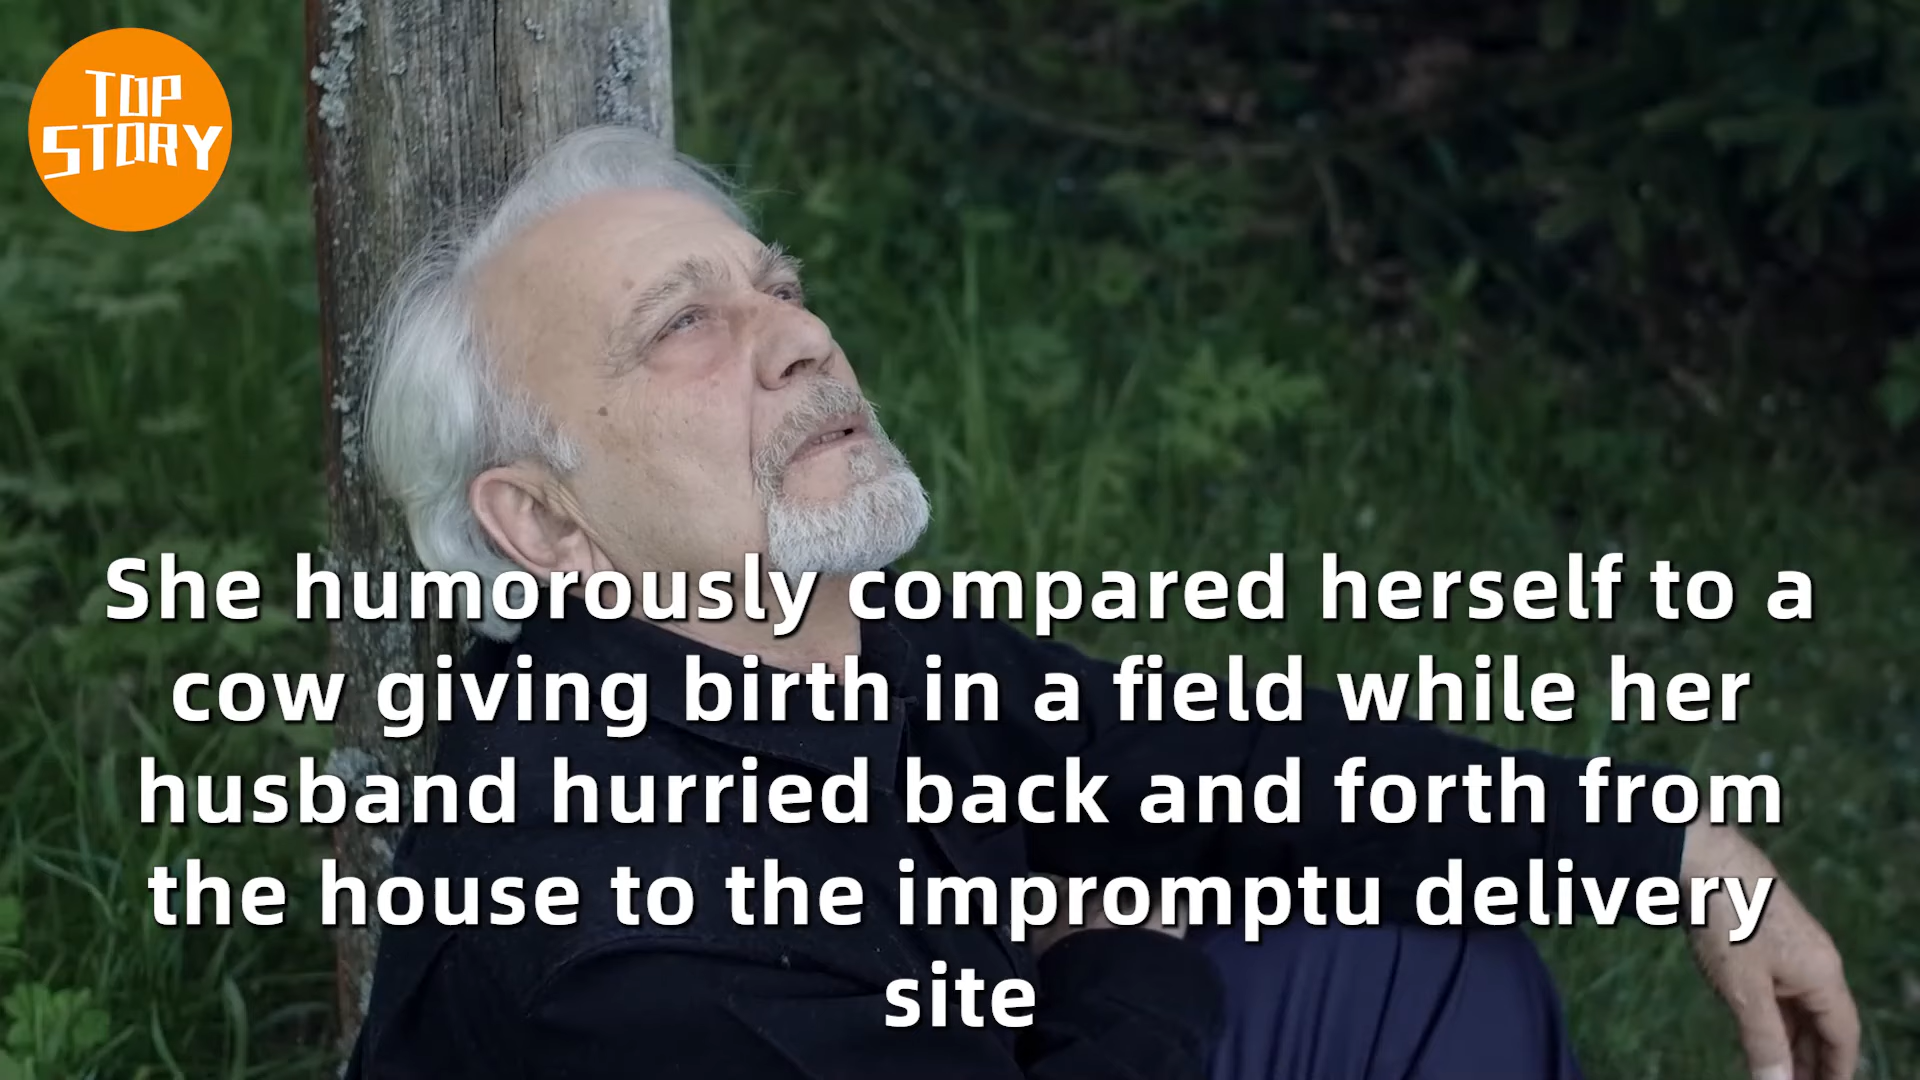 TOP
STORY
She humorously compared herself to a
cow giving birth in a field while her
husband hurried back and forth from
the house to the impromptu delivery
site